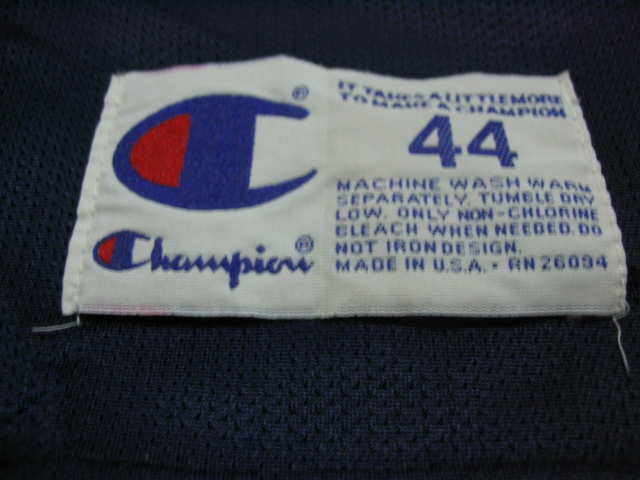 ®
Champion®
IT TAKES A LITTLE MORE
TO MAKE A CHAMPION
44
MACHINE WASH WARM
SEPARATELY, TUMBLE DRY
LOW. ONLY NON-CHLORINE
BLEACH WHEN NEEDED. DO
NOT IRON DESIGN.
MADE IN U.S.A. • RN 26094